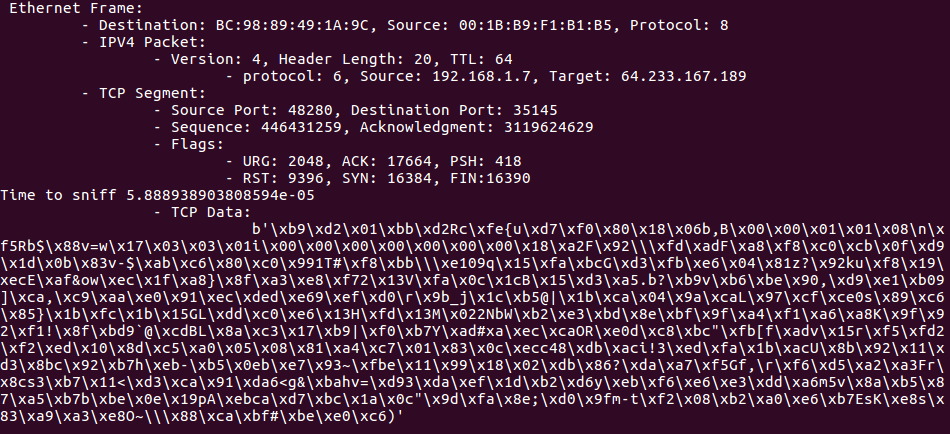 Ethernet Frame:
- Destination: BC:98:89:49:1A:9C, Source: 00:1B:B9:F1:B1:B5, Protocol: 8
- IPV4 Packet:
- Version: 4, Header Length: 20, TTL: 64
- protocol: 6, Source: 192.168.1.7, Target: 64.233.167.189
- TCP Segment:
- Source Port: 48280, Destination Port: 35145
- Sequence: 446431259, Acknowledgment: 3119624629
- Flags:
- URG: 2048, ACK: 17664, PSH: 418
- RST: 9396, SYN: 16384, FIN:16390
Time to sniff 5.888938903808594e-05
- TCP Data:
b'\xb9\xd2\x01\xbb\xd2Rc\xfe{u\xd7\xf0\x80\x18\x06b,B\x00\x00\x01\x01\x08\n\x
f5Rb$\x88v=w\x17\x03\x03\x01i\x00\x00\x00\x00\x00\x00\x00\x18\xa2F\x92\\\xfd\xadF\xa8\xf8\xc0\xcb\x0f\xd9
\x1d\x0b\x83v-$\xab\xc6\x80\xc0\x991T#\xf8\xbb\\\xe109q\x15\xfa\xbcG\xd3\xfb\xe6\x04\x81z?\x92ku\xf8\x19\
xecE\xaf&ow\xec\x1f\xa8}\x8f\xa3\xe8\xf72\x13V\xfa\x0c\x1cB\x15\xd3\xa5.b?\xb9v\xb6\xbe\x90,\xd9\xe1\xb09
]\xca,\xc9\xaa\xe0\x91\xec\xded\xe69\xef\xd0\r\x9b_j\x1c\xb5@|\x1b\xca\x04\x9a\xcaL\x97\xcf\xce0s\x89\xc6
\x85}\x1b\xfc\x1b\x15GL\xdd\xc0\xe6\x13H\xfd\x13M\x022NbW\xb2\xe3\xbd\x8e\xbf\x9f\xa4\xf1\xa6\xa8K\x9f\x9
2\xf1!\x8f\xbd9`@\xcdBL\x8a\xc3\x17\xb9|\xf0\xb7Y\xad#xa\xec\xcaOR\xe0d\xc8\xbc"\xfb[f\xadv\x15r\xf5\xfd2
\xf2\xed\x10\x8d\xc5\xa0\x05\x08\x81\xa4\xc7\x01\x83\x0c\xecc48\xdb\xaci!3\xed\xfa\x1b\xacU\x8b\x92\x11\x
d3\x8bc\x92\xb7h\xeb-\xb5\x0eb\xe7\x93~\xfbe\x11\x99\x18\x02\xdb\x86?\xda\xa7\xf5Gf,\r\xf6\xd5\xa2\xa3Fr\
x8cs3\xb7\x11<\xd3\xca\x91\xda6<g&\xbahv=\xd93\xda\xef\x1d\xb2\xd6y\xeb\xf6\xe6\xe3\xdd\xa6m5v\x8a\xb5\x8
7\xa5\xb7b\xbe\x0e\x19pA\xebca\xd7\xbc\x1a\x0c"\x9d\xfa\x8e;\xd0\x9fm-t\xf2\x08\xb2\xa0\xe6\xb7EsK\xe8s\x
83\xa9\xa3\xe8O~\\\x88\xca\xbf#\xbe\xe0\xc6)'